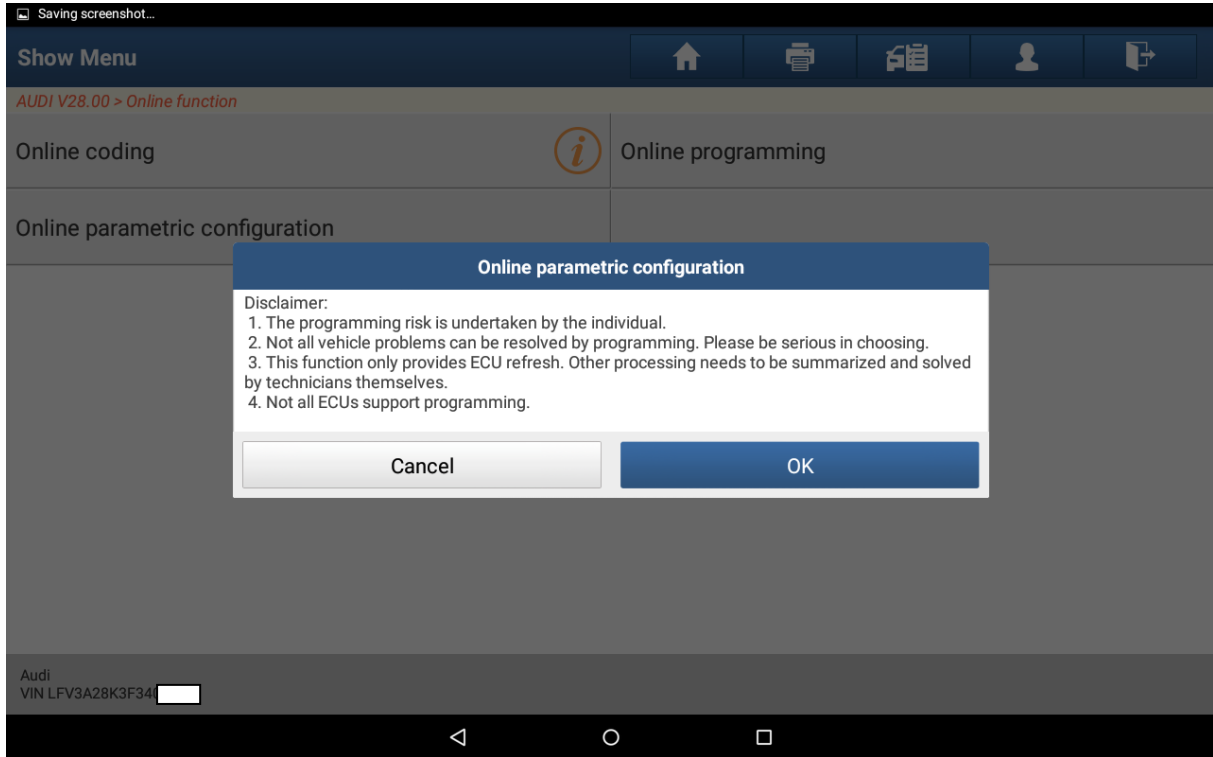 Saving screenshot...
Show Menu
AUDI V28.00 > Online function
Online coding
Online programming
Online parametric configuration
Online parametric configuration
Disclaimer:
1. The programming risk is undertaken by the individual.
2. Not all vehicle problems can be resolved by programming. Please be serious in choosing.
3. This function only provides ECU refresh. Other processing needs to be summarized and solved
by technicians themselves.
4. Not all ECUs support programming.
Cancel
OK
Audi
VIN LFV3A28K3F340